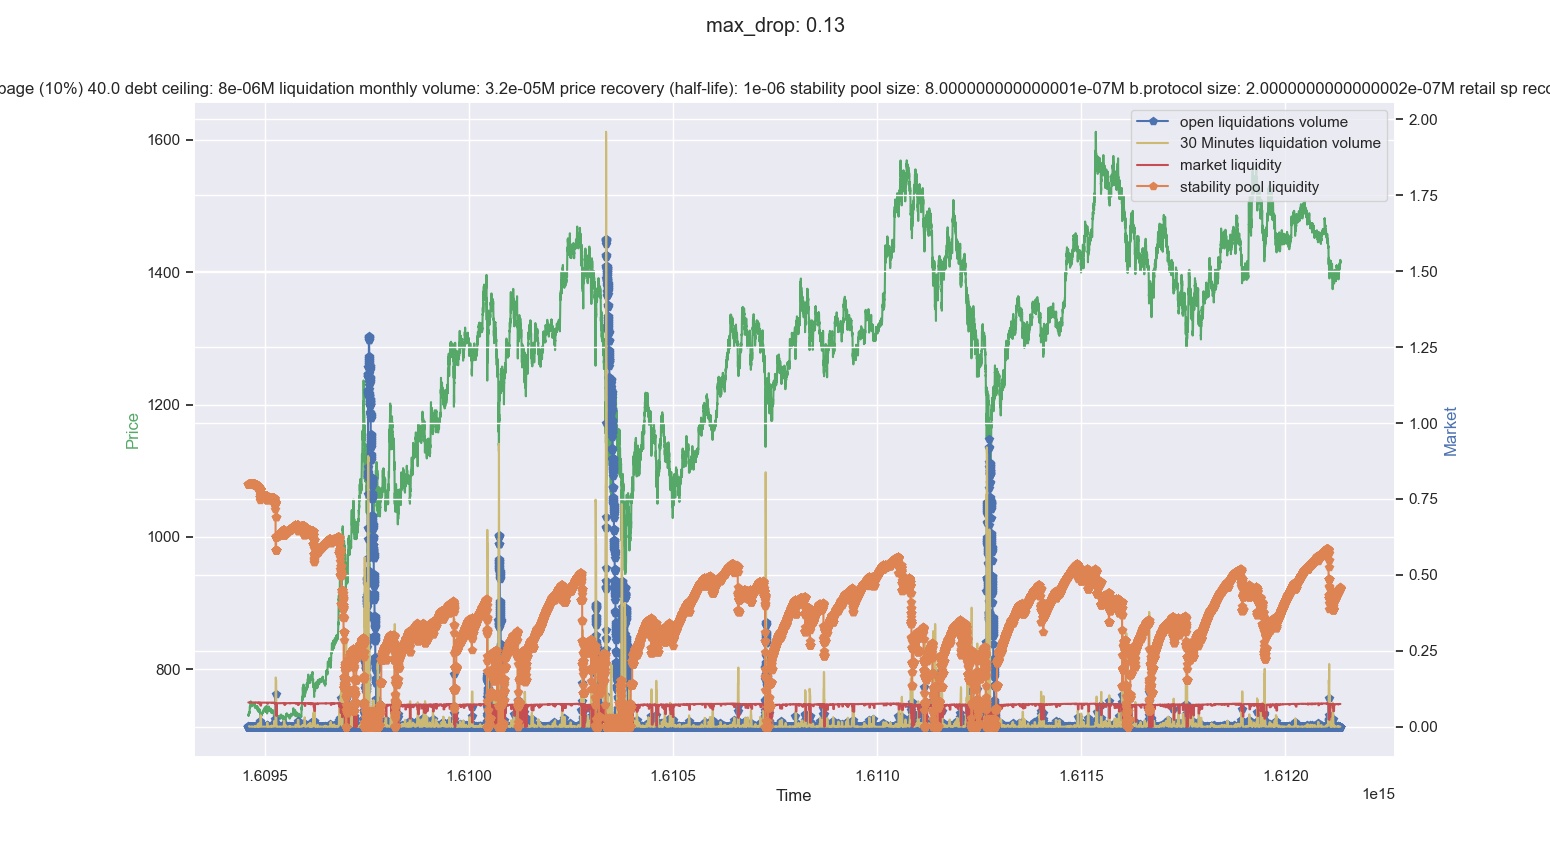 max_drop: 0.13
(10%) 40.0 debt ceiling: 8e-06M liquidation monthly volume: 3.2e-05M price recovery (half-life): 1e-06 stability pool size: 8.000000000000001e-07M b.protocol size: 2.0000000000000002e-07M retail sp
open liquidations volume
30 Minutes liquidation volume
market liquidity
stability pool liquidity
1600
1400
1200
1000
800
Price
2.00
1.75
1.50
1.25
1.00
0.75
0.50
0.25
0.00
Market
1.6095 1.6100 1.6105 1.6110 1.6115 1.6120
Time
1e15